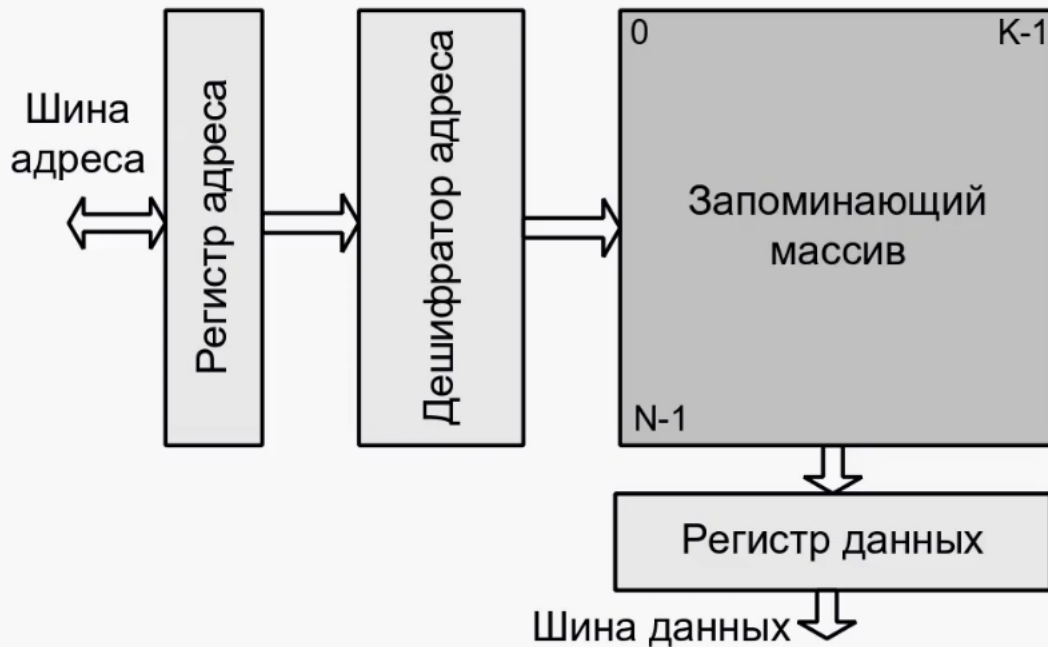 Шина
адреса
Регистр адреса
Дешифратор адреса
0 K-1
Запоминающий
массив
N-1
Регистр данных
Шина данных